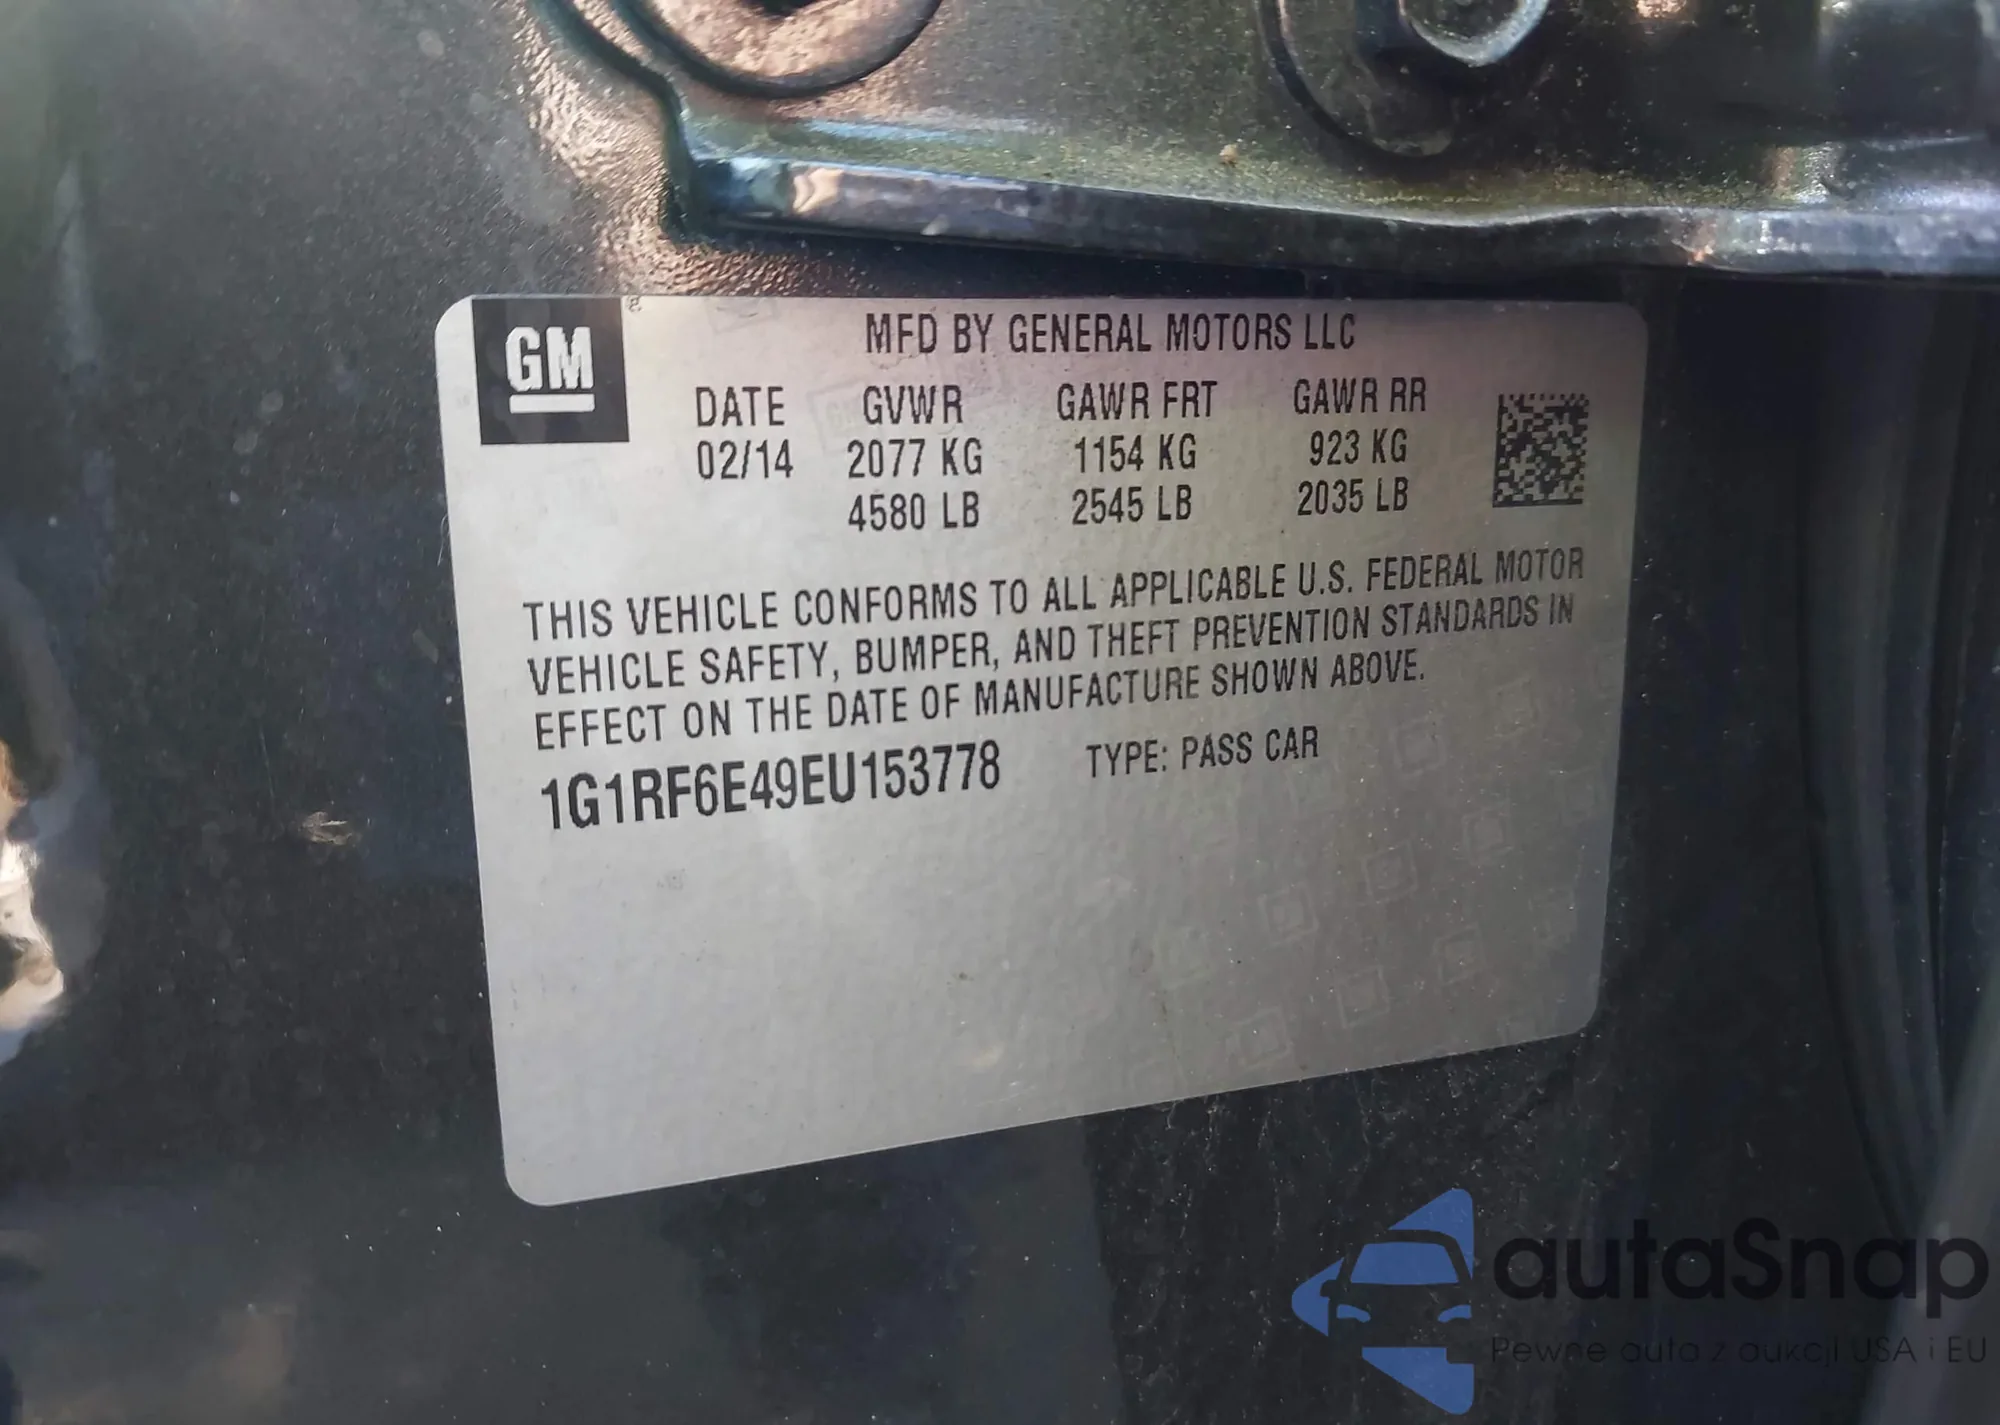 GM
MFD BY GENERAL MOTORS LLC
DATE GVWR GAWR FRT GAWR RR
02/14 2077 KG 1154 KG 923 KG
4580 LB 2545 LB 2035 LB
THIS VEHICLE CONFORMS TO ALL APPLICABLE U.S. FEDERAL MOTOR
VEHICLE SAFETY, BUMPER, AND THEFT PREVENTION STANDARDS IN
EFFECT ON THE DATE OF MANUFACTURE SHOWN ABOVE.
1G1RF6E49EU153778 TYPE: PASS CAR
autaSnap
Pewne auta z aukcji USA i EU